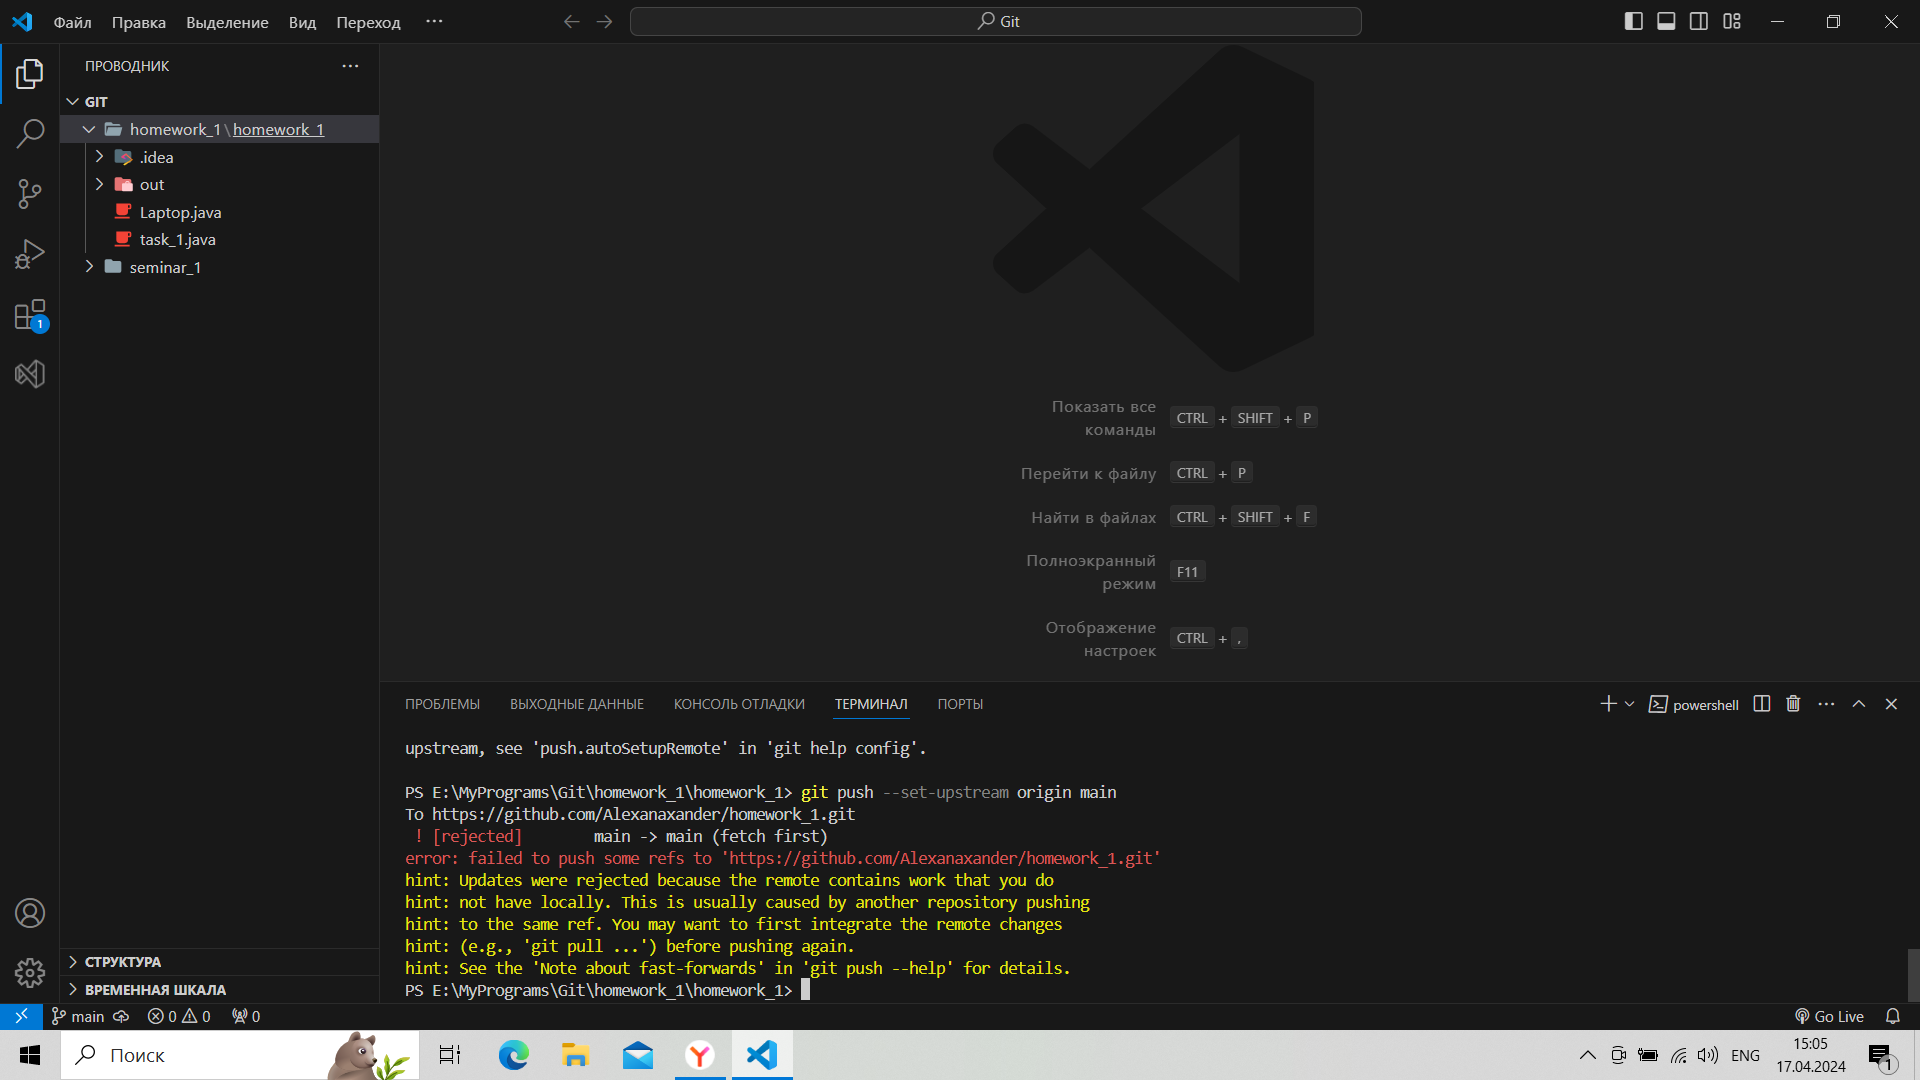 Файл Правка Выделение Вид Переход ··· Git
ПРОВОДНИК ···
GIT
homework_1\homework_1
.idea
out
Laptop.java
task_1.java
seminar_1
1
Показать все команды CTRL + SHIFT + P
Перейти к файлу CTRL + P
Найти в файлах CTRL + SHIFT + F
Полноэкранный режим F11
Отображение настроек CTRL + ,
ПРОБЛЕМЫ ВЫХОДНЫЕ ДАННЫЕ КОНСОЛЬ ОТЛАДКИ ТЕРМИНАЛ ПОРТЫ powershell ···
upstream, see 'push.autoSetupRemote' in 'git help config'.
PS E:\MyPrograms\Git\homework_1\homework_1> git push --set-upstream origin main
To https://github.com/Alexanaxander/homework_1.git
! [rejected] main -> main (fetch first)
error: failed to push some refs to 'https://github.com/Alexanaxander/homework_1.git'
hint: Updates were rejected because the remote contains work that you do
hint: not have locally. This is usually caused by another repository pushing
hint: to the same ref. You may want to first integrate the remote changes
hint: (e.g., 'git pull ...') before pushing again.
hint: See the 'Note about fast-forwards' in 'git push --help' for details.
PS E:\MyPrograms\Git\homework_1\homework_1>
СТРУКТУРА
ВРЕМЕННАЯ ШКАЛА
main 0 0 0 Go Live
Поиск ENG 15:05
17.04.2024 1